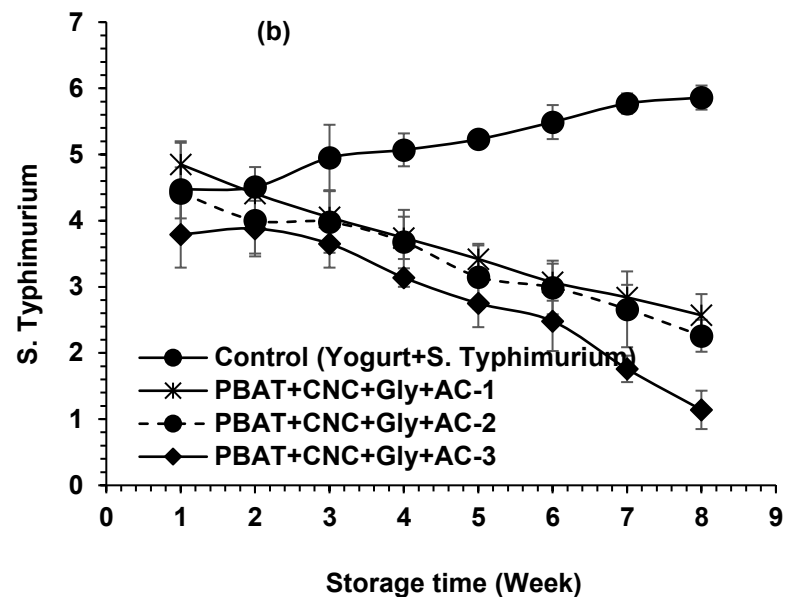 (b)
7
6
5
4
3
2
1
0
S. Typhimurium
Control (Yogurt+S. Typhimurium)
PBAT+CNC+Gly+AC-1
PBAT+CNC+Gly+AC-2
PBAT+CNC+Gly+AC-3
0 1 2 3 4 5 6 7 8 9
Storage time (Week)